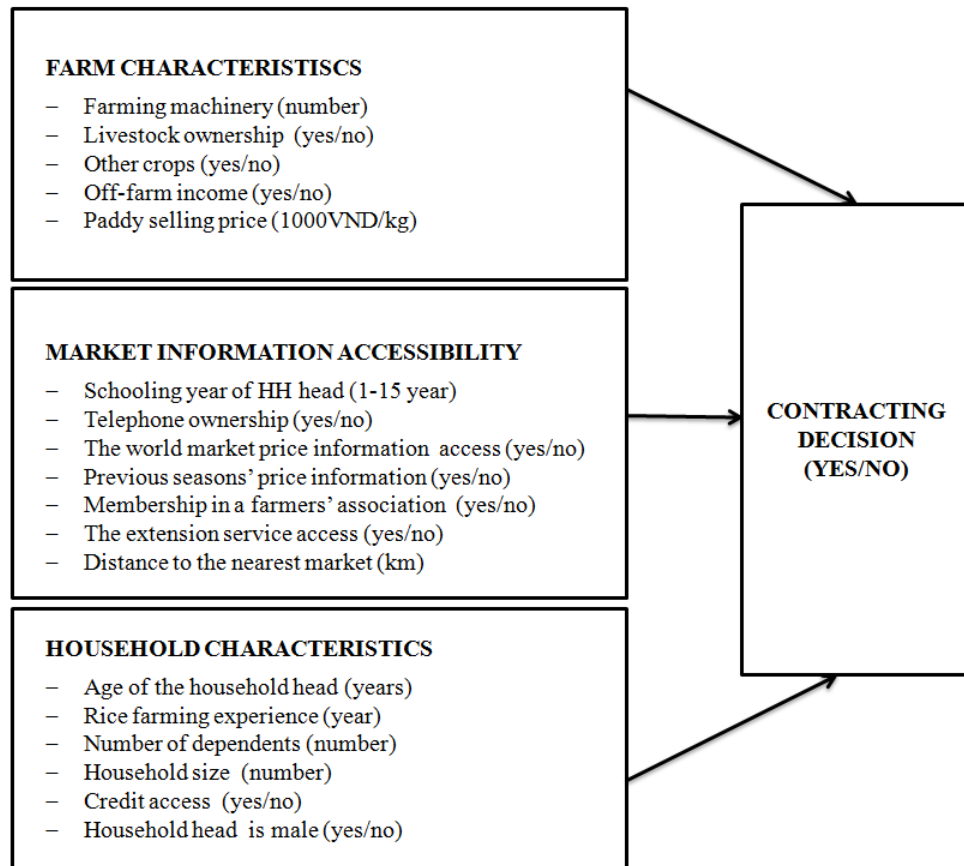 FARM CHARACTERISTISCS
– Farming machinery (number)
– Livestock ownership (yes/no)
– Other crops (yes/no)
– Off-farm income (yes/no)
– Paddy selling price (1000VND/kg)
MARKET INFORMATION ACCESSIBILITY
– Schooling year of HH head (1-15 year)
– Telephone ownership (yes/no)
– The world market price information access (yes/no)
– Previous seasons’ price information (yes/no)
– Membership in a farmers’ association (yes/no)
– The extension service access (yes/no)
– Distance to the nearest market (km)
HOUSEHOLD CHARACTERISTICS
– Age of the household head (years)
– Rice farming experience (year)
– Number of dependents (number)
– Household size (number)
– Credit access (yes/no)
– Household head is male (yes/no)
CONTRACTING
DECISION
(YES/NO)